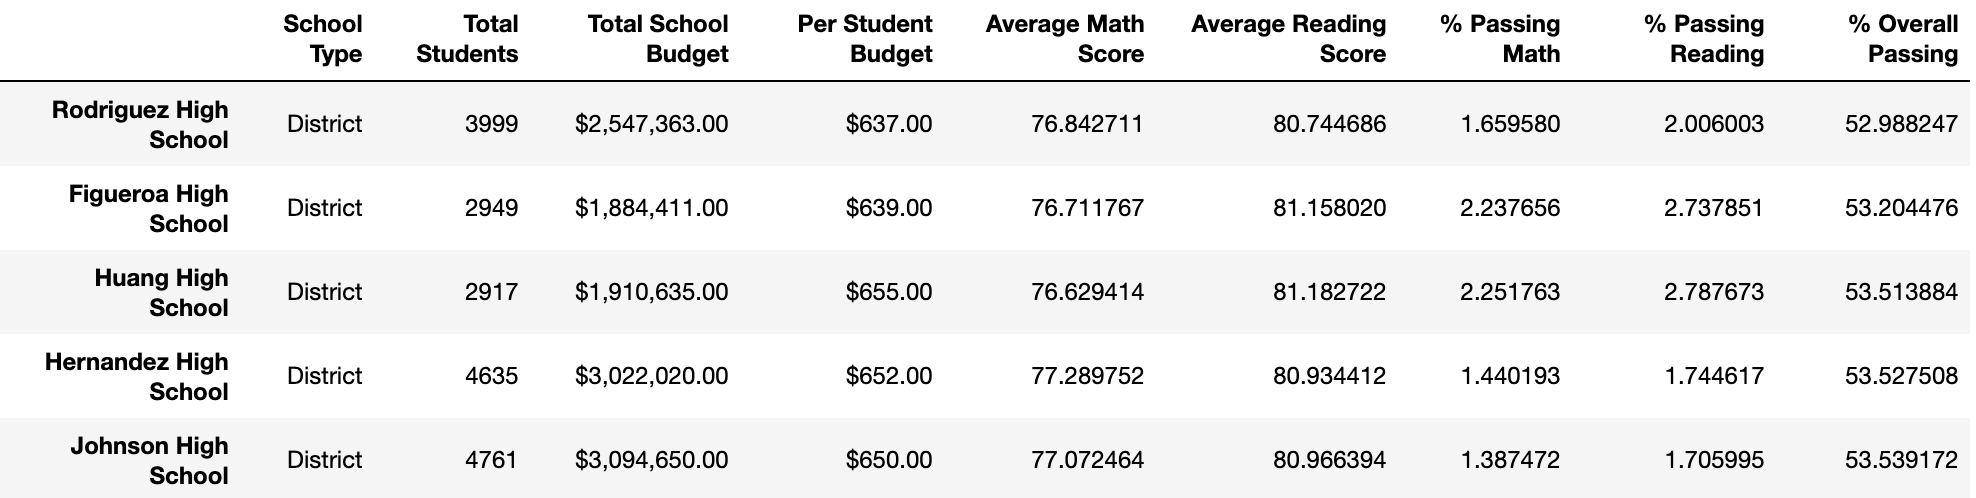 School Type Total Students Total School Budget Per Student Budget Average Math Score Average Reading Score % Passing Math % Passing Reading % Overall Passing
Rodriguez High School District 3999 $2,547,363.00 $637.00 76.842711 80.744686 1.659580 2.006003 52.988247
Figueroa High School District 2949 $1,884,411.00 $639.00 76.711767 81.158020 2.237656 2.737851 53.204476
Huang High School District 2917 $1,910,635.00 $655.00 76.629414 81.182722 2.251763 2.787673 53.513884
Hernandez High School District 4635 $3,022,020.00 $652.00 77.289752 80.934412 1.440193 1.744617 53.527508
Johnson High School District 4761 $3,094,650.00 $650.00 77.072464 80.966394 1.387472 1.705995 53.539172